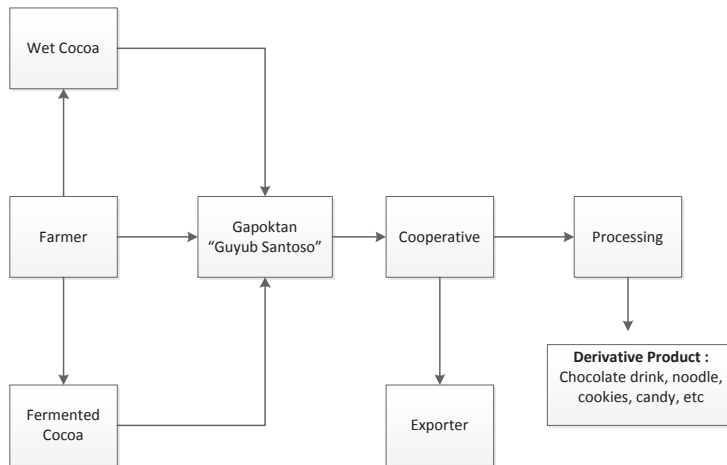 Wet Cocoa
Farmer
Gapoktan
“Guyub Santoso”
Cooperative
Processing
Derivative Product :
Chocolate drink, noodle,
cookies, candy, etc
Fermented
Cocoa
Exporter